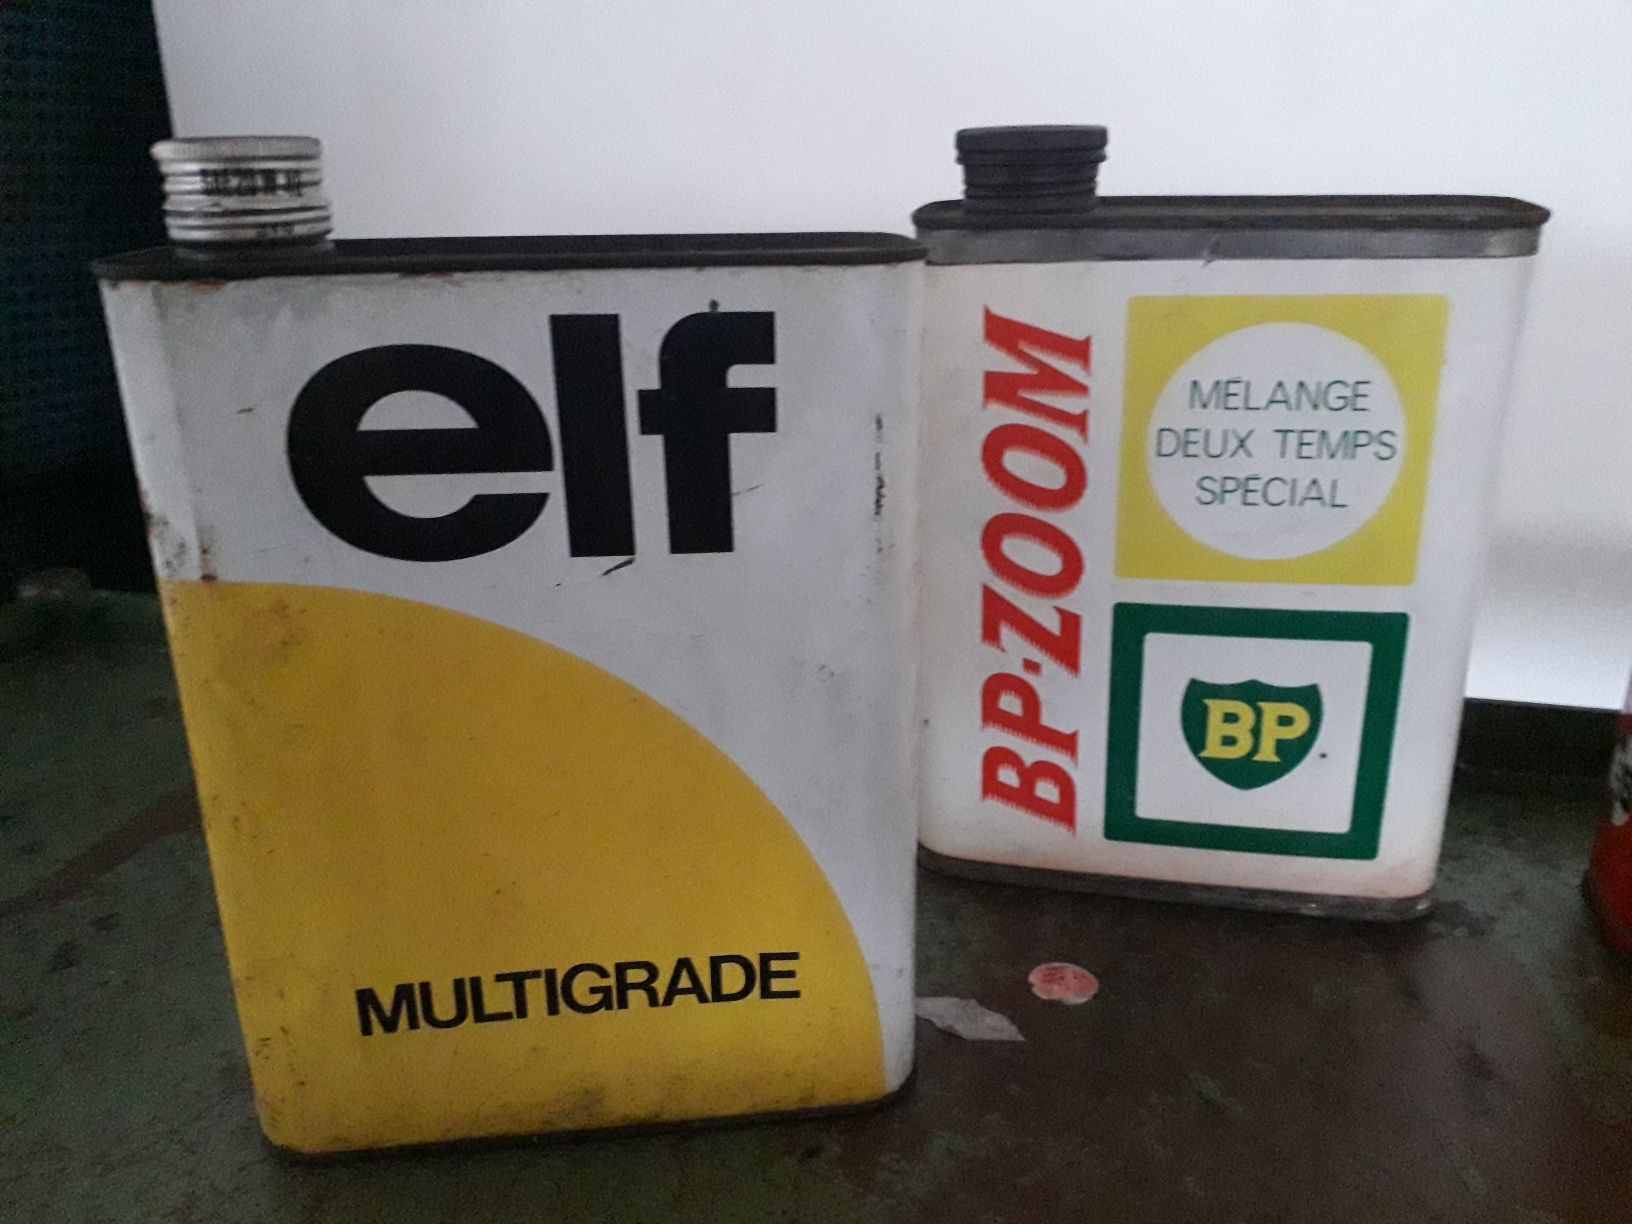 elf
MULTIGRADE
BP-ZOOM
MÉLANGE
DEUX TEMPS
SPÉCIAL
BP